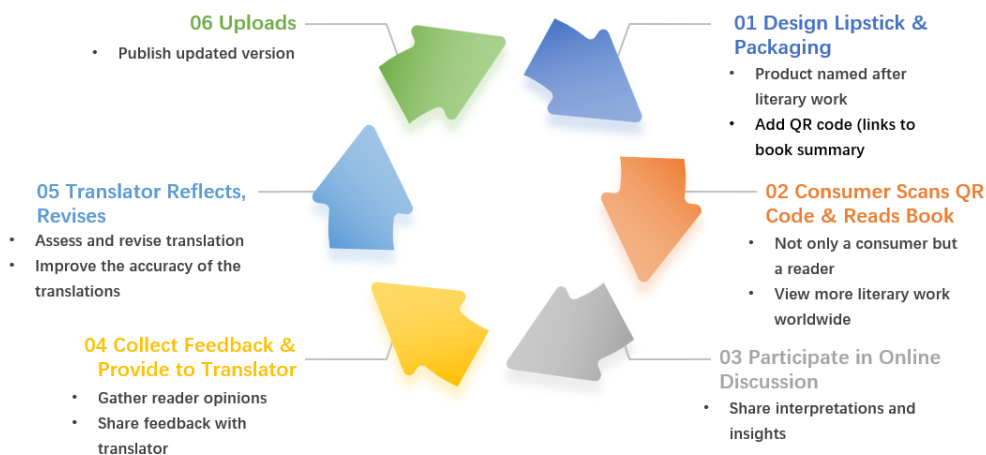 01 Design Lipstick &
Packaging
• Product named after
literary work
• Add QR code (links to
book summary
02 Consumer Scans QR
Code & Reads Book
• Not only a consumer but
a reader
• View more literary work
worldwide
03 Participate in Online
Discussion
• Share interpretations and
insights
04 Collect Feedback &
Provide to Translator
• Gather reader opinions
• Share feedback with
translator
05 Translator Reflects,
Revises
• Assess and revise translation
• Improve the accuracy of the
translations
06 Uploads
• Publish updated version